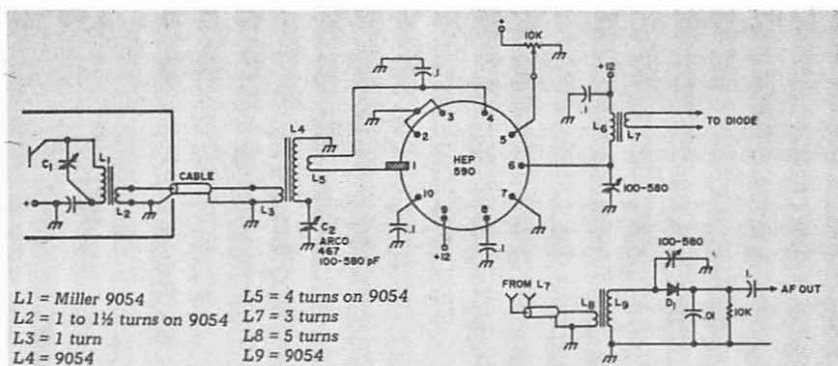 C1
L1
L2
CABLE
L3
L4
L5
C2
ARCO
467
100-580 pF
.1
HEP
590
1
2
3
4
5
6
7
8
9
10
.1
+12
.1
+
10K
+12
.1
L6
L7
TO DIODE
100-580
FROM L7
L8
L9
100-580
D1
.01
10K
1.
AF OUT
+
L1 = Miller 9054
L2 = 1 to 1½ turns on 9054
L3 = 1 turn
L4 = 9054
L5 = 4 turns on 9054
L7 = 3 turns
L8 = 5 turns
L9 = 9054